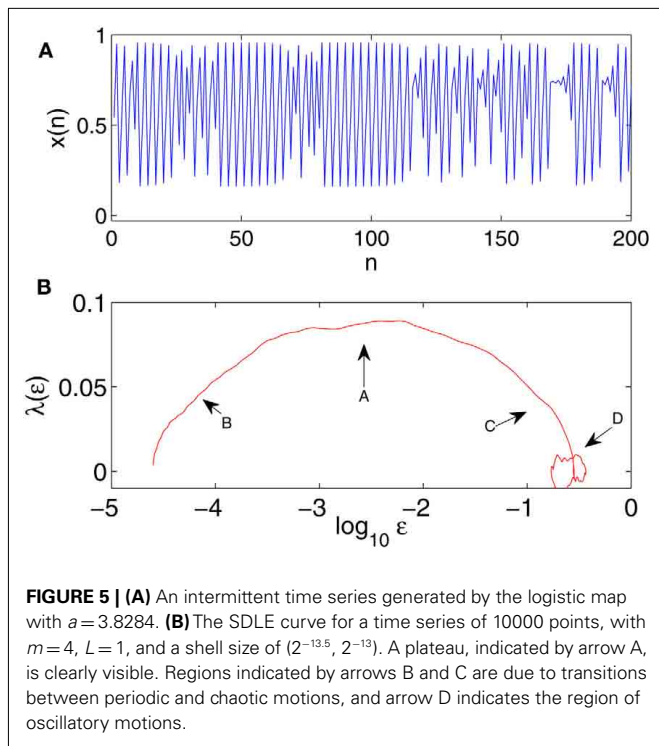 A
1
0.5
0
x(n)
0 50 100 150 200
n
B
0.1
0.05
0
λ(ε)
A
B
C
D
−5 −4 −3 −2 −1 0
log₁₀ ε
FIGURE 5 | (A) An intermittent time series generated by the logistic map
with a = 3.8284. (B) The SDLE curve for a time series of 10000 points, with
m = 4, L = 1, and a shell size of (2⁻¹³·⁵, 2⁻¹³). A plateau, indicated by arrow A,
is clearly visible. Regions indicated by arrows B and C are due to transitions
between periodic and chaotic motions, and arrow D indicates the region of
oscillatory motions.